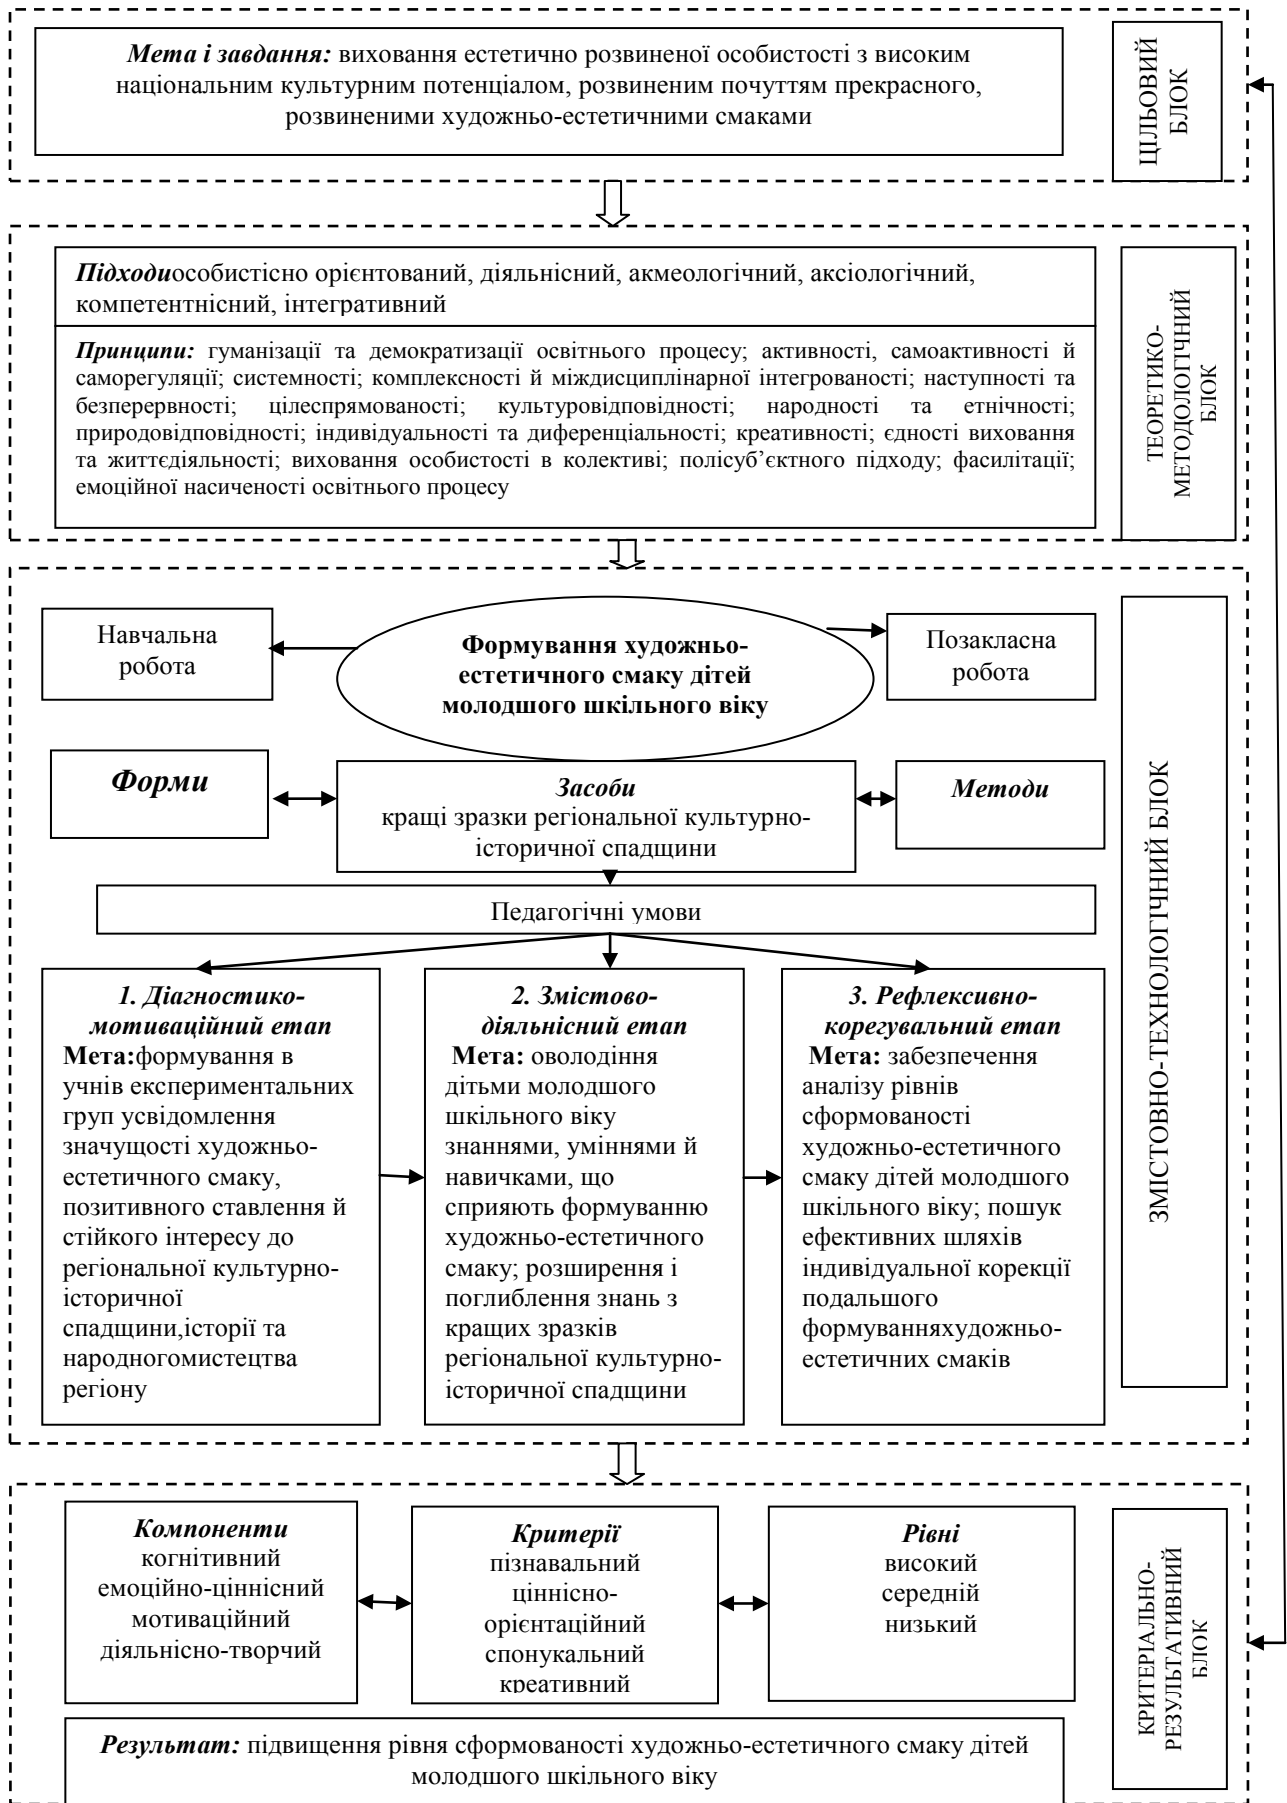 Мета і завдання: виховання естетично розвиненої особистості з високим
національним культурним потенціалом, розвиненим почуттям прекрасного,
розвиненими художньо-естетичними смаками
ЦІЛЬОВИЙ
БЛОК
Підходиособистісно орієнтований, діяльнісний, акмеологічний, аксіологічний,
компетентнісний, інтегративний
Принципи: гуманізації та демократизації освітнього процесу; активності, самоактивності й
саморегуляції; системності; комплексності й міждисциплінарної інтегрованості; наступності та
безперервності; цілеспрямованості; культуровідповідності; народності та етнічності;
природовідповідності; індивідуальності та диференціальності; креативності; єдності виховання
та життєдіяльності; виховання особистості в колективі; полісуб’єктного підходу; фасилітації;
емоційної насиченості освітнього процесу
ТЕОРЕТИКО-
МЕТОДОЛОГІЧНИЙ
БЛОК
Навчальна
робота
Формування художньо-
естетичного смаку дітей
молодшого шкільного віку
Позакласна
робота
Форми
Засоби
кращі зразки регіональної культурно-
історичної спадщини
Методи
Педагогічні умови
1. Діагностико-
мотиваційний етап
Мета:формування в
учнів експериментальних
груп усвідомлення
значущості художньо-
естетичного смаку,
позитивного ставлення й
стійкого інтересу до
регіональної культурно-
історичної
спадщини,історії та
народногомистецтва
регіону
2. Змістово-
діяльнісний етап
Мета: оволодіння
дітьми молодшого
шкільного віку
знаннями, уміннями й
навичками, що
сприяють формуванню
художньо-естетичного
смаку; розширення і
поглиблення знань з
кращих зразків
регіональної культурно-
історичної спадщини
3. Рефлексивно-
корегувальний етап
Мета: забезпечення
аналізу рівнів
сформованості
художньо-естетичного
смаку дітей молодшого
шкільного віку; пошук
ефективних шляхів
індивідуальної корекції
подальшого
формуванняхудожньо-
естетичних смаків
ЗМІСТОВНО-ТЕХНОЛОГІЧНИЙ БЛОК
Компоненти
когнітивний
емоційно-ціннісний
мотиваційний
діяльнісно-творчий
Критерії
пізнавальний
ціннісно-
орієнтаційний
спонукальний
креативний
Рівні
високий
середній
низький
КРИТЕРІАЛЬНО-
РЕЗУЛЬТАТИВНИЙ
БЛОК
Результат: підвищення рівня сформованості художньо-естетичного смаку дітей
молодшого шкільного віку